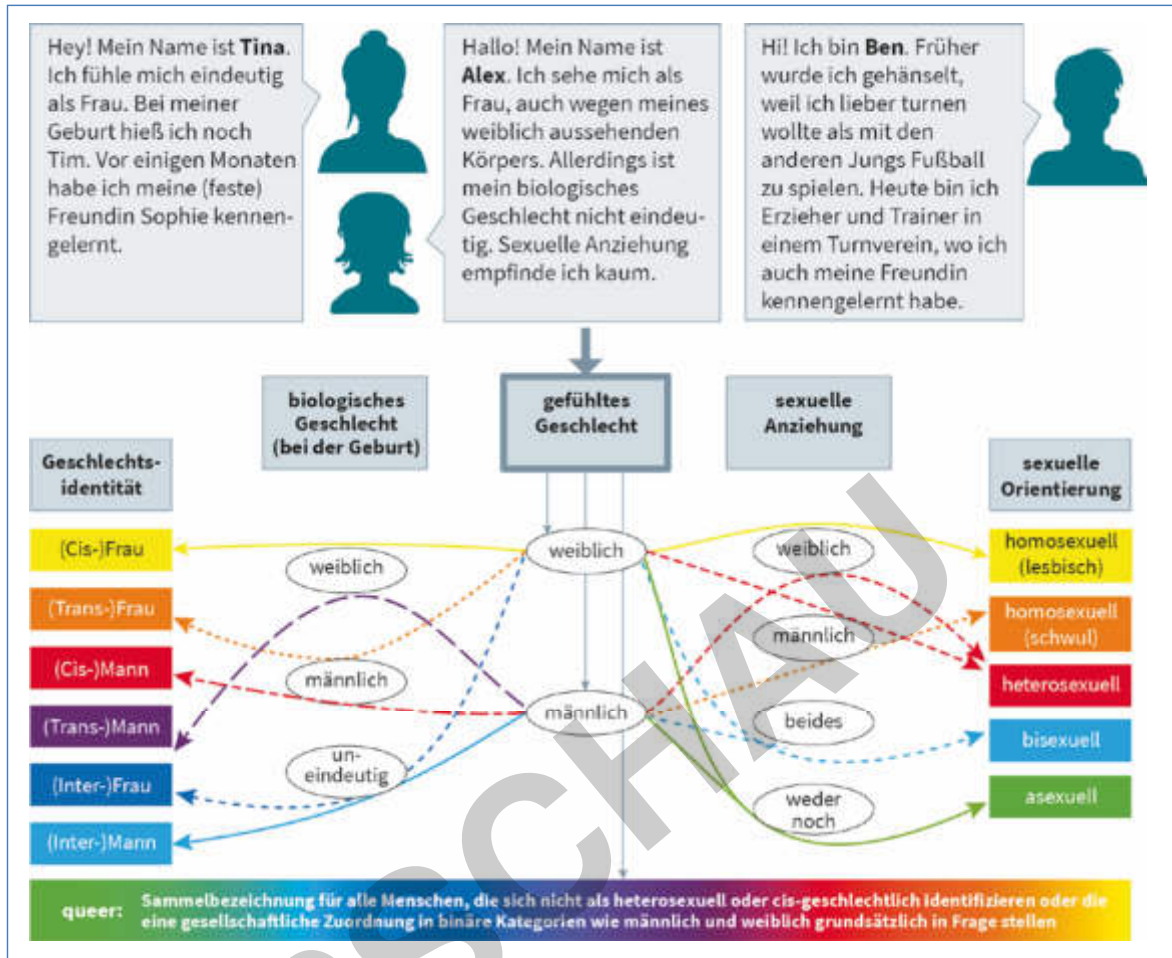 Hey! Mein Name ist Tina.
Ich fühle mich eindeutig
als Frau. Bei meiner
Geburt hieß ich noch
Tim. Vor einigen Monaten
habe ich meine (feste)
Freundin Sophie kennen-
gelernt.
Hallo! Mein Name ist
Alex. Ich sehe mich als
Frau, auch wegen meines
weiblich aussehenden
Körpers. Allerdings ist
mein biologisches
Geschlecht nicht eindeu-
tig. Sexuelle Anziehung
empfinde ich kaum.
Hi! Ich bin Ben. Früher
wurde ich gehänselt,
weil ich lieber turnen
wollte als mit den
anderen Jungs Fußball
zu spielen. Heute bin ich
Erzieher und Trainer in
einem Turnverein, wo ich
auch meine Freundin
kennengelernt habe.
Geschlechts-
identität
biologisches
Geschlecht
(bei der Geburt)
gefühltes
Geschlecht
sexuelle
Anziehung
sexuelle
Orientierung
(Cis-)Frau
(Trans-)Frau
(Cis-)Mann
(Trans-)Mann
(Inter-)Frau
(Inter-)Mann
weiblich
männlich
un-
eindeutig
weiblich
männlich
weiblich
männlich
beides
weder
noch
homosexuell
(lesbisch)
homosexuell
(schwul)
heterosexuell
bisexuell
asexuell
queer: Sammelbezeichnung für alle Menschen, die sich nicht als heterosexuell oder cis-geschlechtlich identifizieren oder die
eine gesellschaftliche Zuordnung in binäre Kategorien wie männlich und weiblich grundsätzlich in Frage stellen
SCHAU